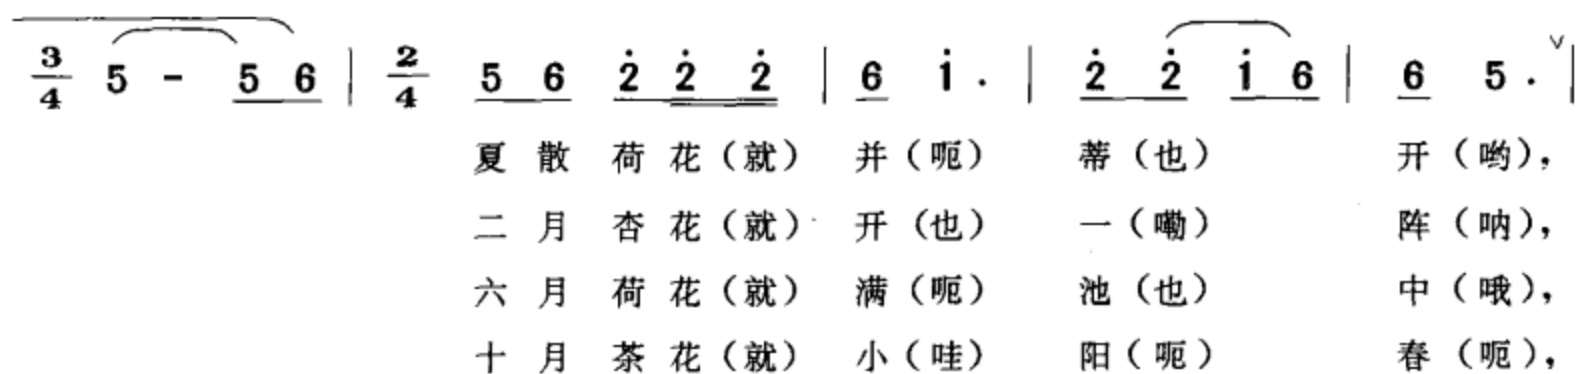 3/4 5 - 5 6 | 2/4 5 6 2̇ 2̇ 2̇ | 6 1̇ . | 2̇ 2̇ 1̇ 6 | 6 5 . ∨ |
夏 散 荷 花（就） 并（呃） 蒂（也） 开（哟），
二 月 杏 花（就） 开（也） 一（嘞） 阵（呐），
六 月 荷 花（就） 满（呃） 池（也） 中（哦），
十 月 茶 花（就） 小（哇） 阳（呃） 春（呃），